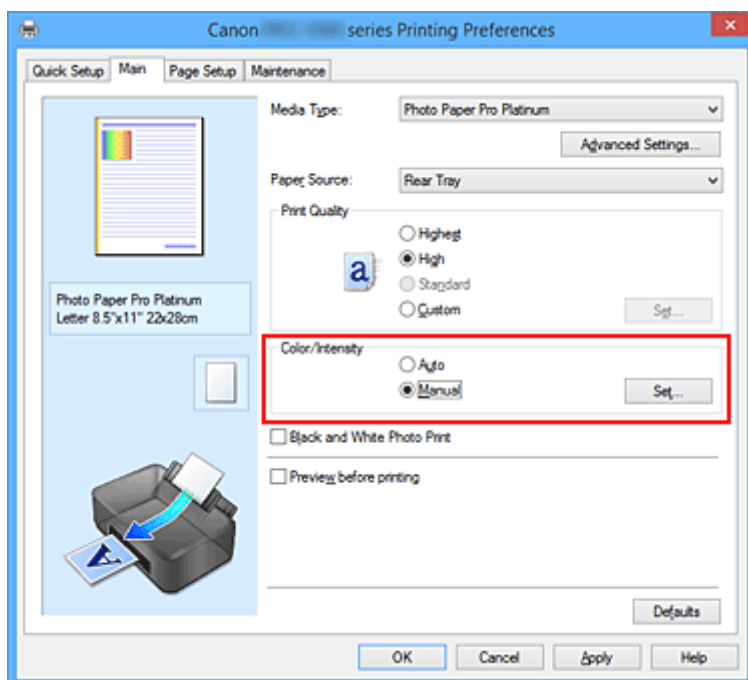 Canon series Printing Preferences
Quick Setup Main Page Setup Maintenance
Media Type: Photo Paper Pro Platinum
Advanced Settings...
Paper Source: Rear Tray
Print Quality
Highest
a High
Standard
Photo Paper Pro Platinum
Letter 8.5"x11" 22x28cm
Custom Set...
Color/Intensity
Auto
Manual Set...
Black and White Photo Print
Preview before printing
A
Defaults
OK Cancel Apply Help